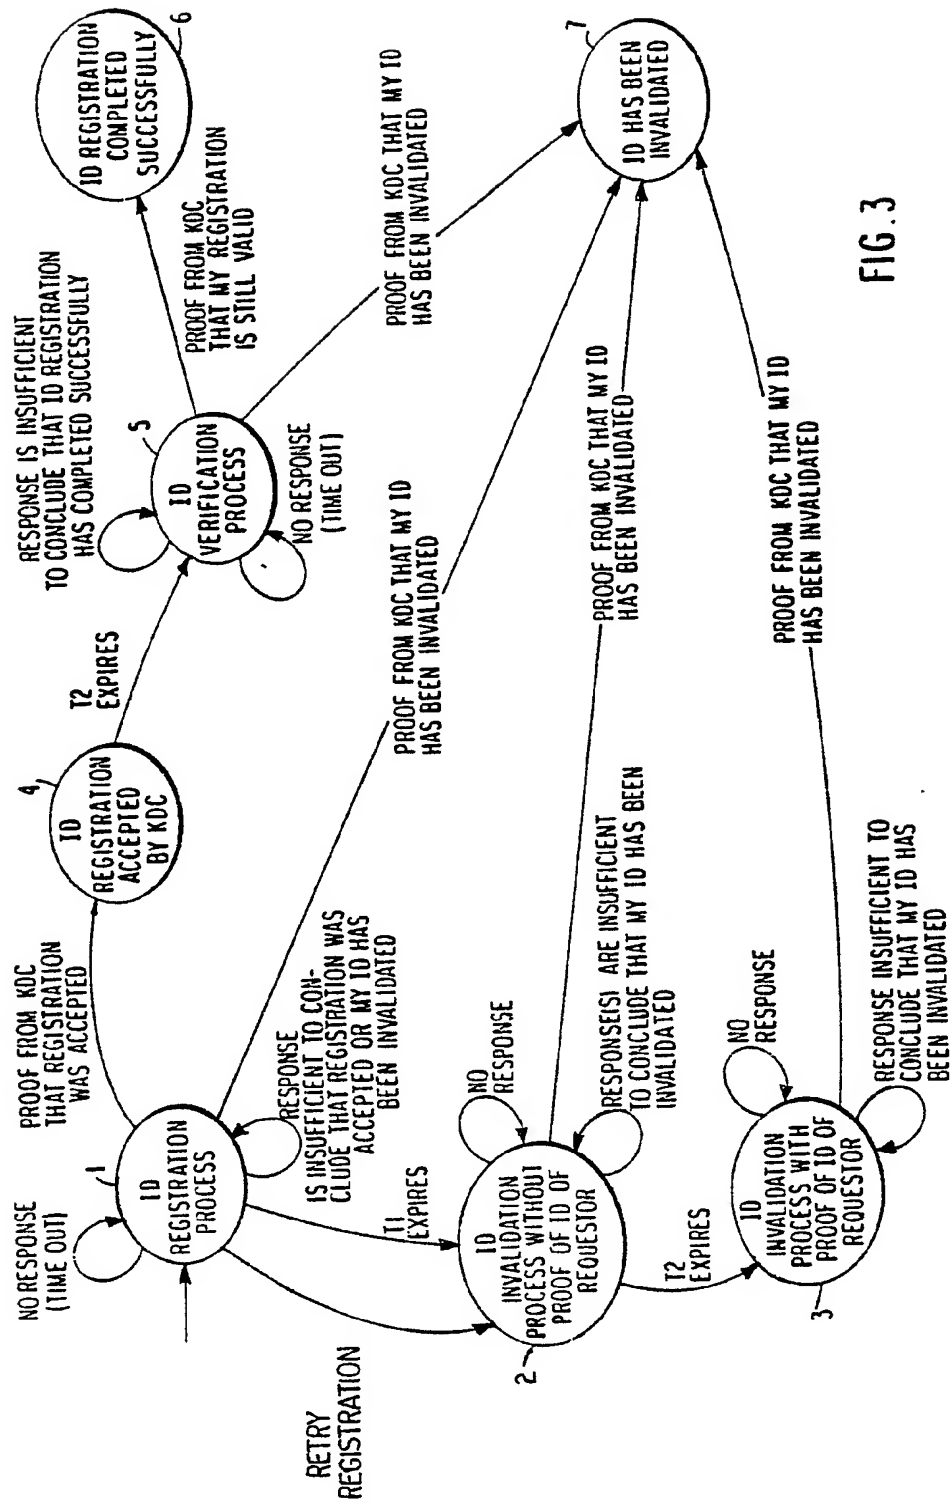 NO RESPONSE
(TIME OUT)
1
ID
REGISTRATION
PROCESS
PROOF FROM KDC
THAT REGISTRATION
WAS ACCEPTED
4
ID
REGISTRATION
ACCEPTED
BY KDC
T2
EXPIRES
RESPONSE IS INSUFFICIENT
TO CONCLUDE THAT ID REGISTRATION
HAS COMPLETED SUCCESSFULLY
5
ID
VERIFICATION
PROCESS
NO RESPONSE
(TIME OUT)
PROOF FROM KDC
THAT MY REGISTRATION
IS STILL VALID
6
ID REGISTRATION
COMPLETED
SUCCESSFULLY
PROOF FROM KDC THAT MY ID
HAS BEEN INVALIDATED
7
ID HAS BEEN
INVALIDATED
RESPONSE
IS INSUFFICIENT TO CON-
CLUDE THAT REGISTRATION WAS
ACCEPTED OR MY ID HAS
BEEN INVALIDATED
PROOF FROM KDC THAT MY ID
HAS BEEN INVALIDATED
RETRY
REGISTRATION
T1
EXPIRES
2
ID
INVALIDATION
PROCESS WITHOUT
PROOF OF ID OF
REQUESTOR
NO
RESPONSE
RESPONSE(S) ARE INSUFFICIENT
TO CONCLUDE THAT MY ID HAS BEEN
INVALIDATED
PROOF FROM KDC THAT MY ID
HAS BEEN INVALIDATED
T2
EXPIRES
3
ID
INVALIDATION
PROCESS WITH
PROOF OF ID OF
REQUESTOR
NO
RESPONSE
RESPONSE INSUFFICIENT TO
CONCLUDE THAT MY ID HAS
BEEN INVALIDATED
PROOF FROM KDC THAT MY ID
HAS BEEN INVALIDATED
FIG.3